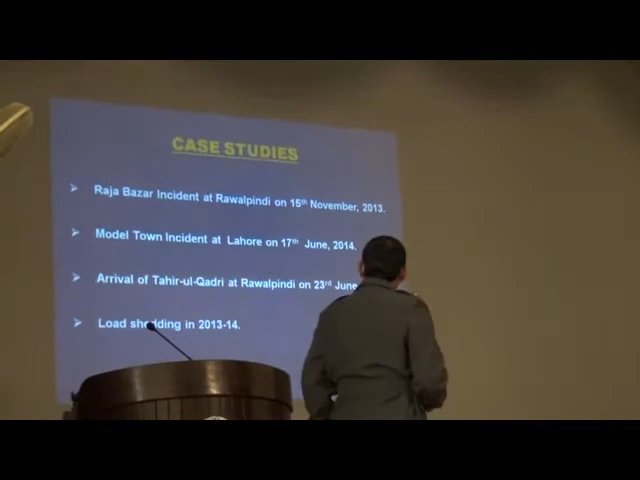 CASE STUDIES
Raja Bazar Incident at Rawalpindi on 15th November, 2013.
Model Town Incident at Lahore on 17th June, 2014.
Arrival of Tahir-ul-Qadri at Rawalpindi on 23rd June
Load shedding in 2013-14.